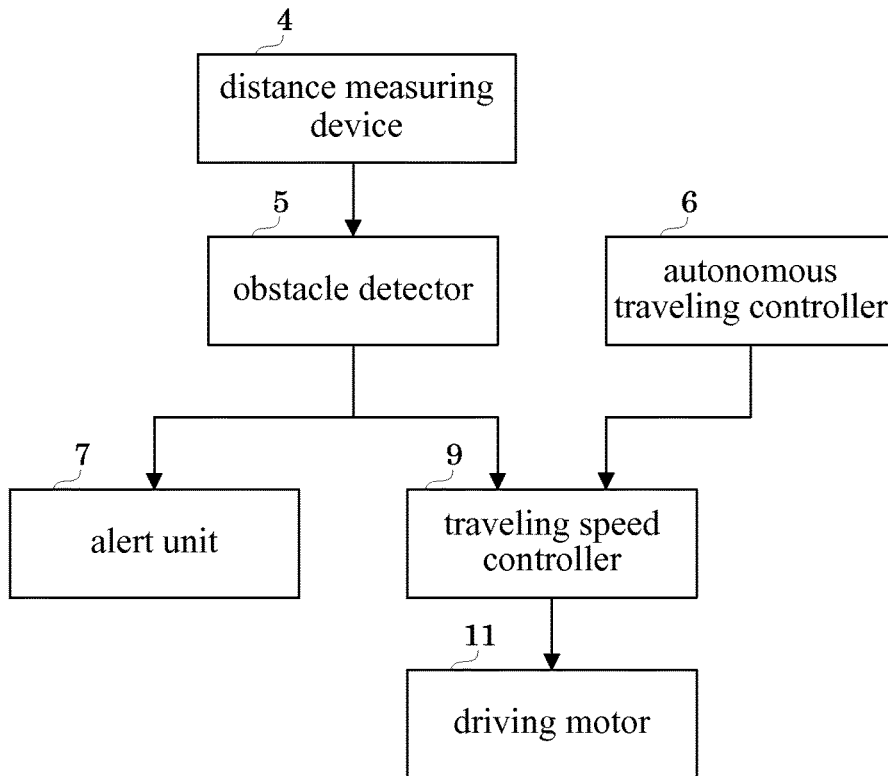 4
distance measuring
device
5
obstacle detector
6
autonomous
traveling controller
7
alert unit
9
traveling speed
controller
11
driving motor